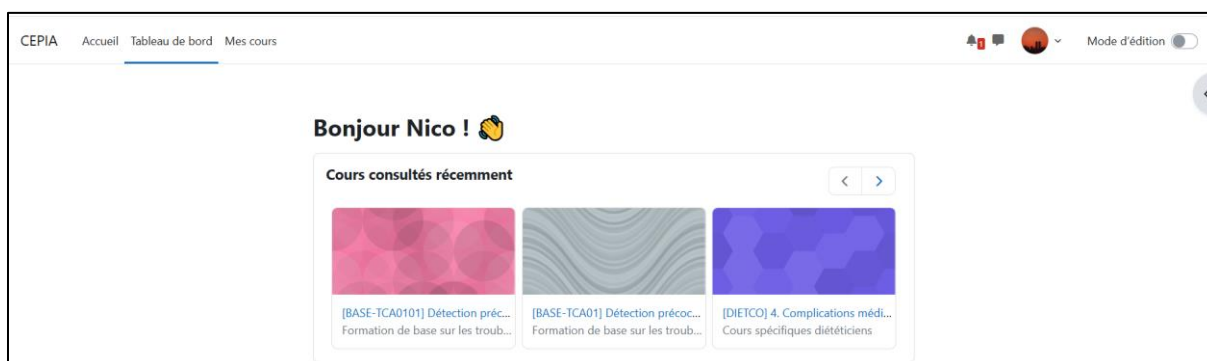 CEPIA Accueil Tableau de bord Mes cours 1 Mode d'édition
Bonjour Nico !
Cours consultés récemment
[BASE-TCA0101] Détection préc... [BASE-TCA01] Détection précoc... [DIETCO] 4. Complications médi...
Formation de base sur les troub... Formation de base sur les troub... Cours spécifiques diététiciens